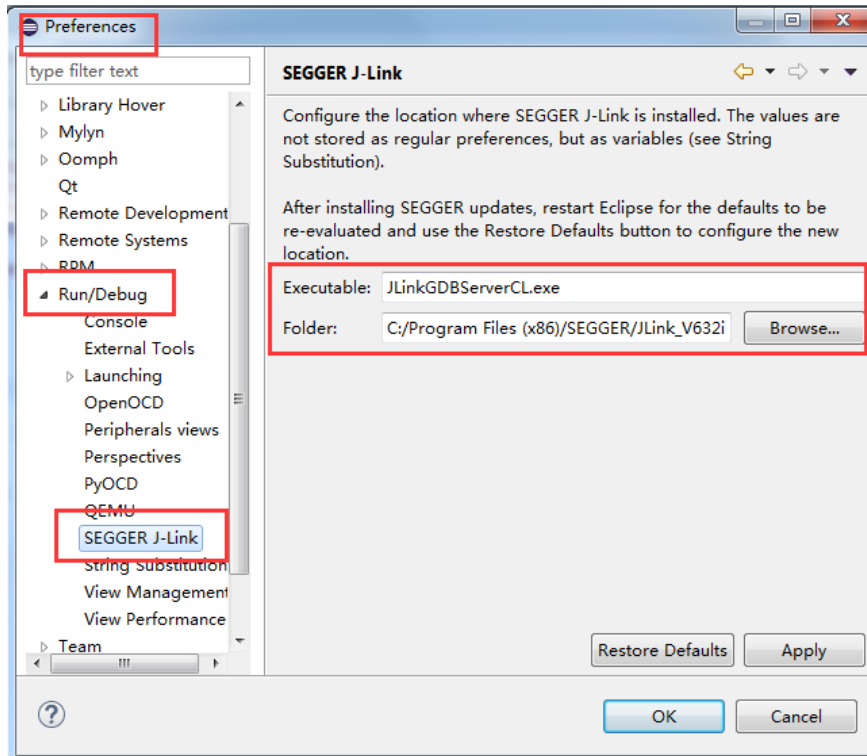 Preferences
type filter text
Library Hover
Mylyn
Oomph
Qt
Remote Development
Remote Systems
RPM
Run/Debug
Console
External Tools
Launching
OpenOCD
Peripherals views
Perspectives
PyOCD
QEMU
SEGGER J-Link
String Substitution
View Management
View Performance
Team
SEGGER J-Link
Configure the location where SEGGER J-Link is installed. The values are
not stored as regular preferences, but as variables (see String
Substitution).
After installing SEGGER updates, restart Eclipse for the defaults to be
re-evaluated and use the Restore Defaults button to configure the new
location.
Executable: JLinkGDBServerCL.exe
Folder: C:/Program Files (x86)/SEGGER/JLink_V632i Browse...
Restore Defaults Apply
OK Cancel